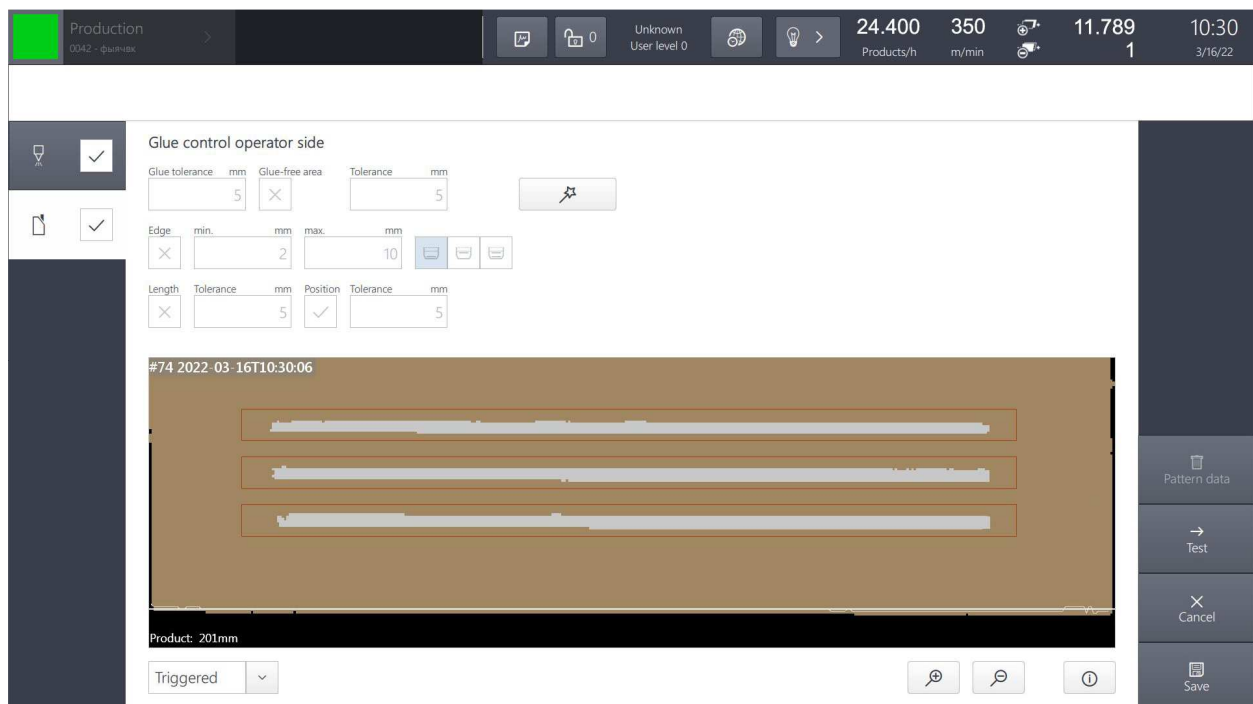 Production
0042 - фылчвк
0
Unknown
User level 0
24.400
Products/h
350
m/min
11.789
1
10:30
3/16/22
Glue control operator side
Glue tolerance mm Glue-free area Tolerance mm
5 5
Edge min. mm max. mm
2 10
Length Tolerance mm Position Tolerance mm
5 5
#74 2022-03-16T10:30:06
Product: 201mm
Triggered
Pattern data
Test
Cancel
Save